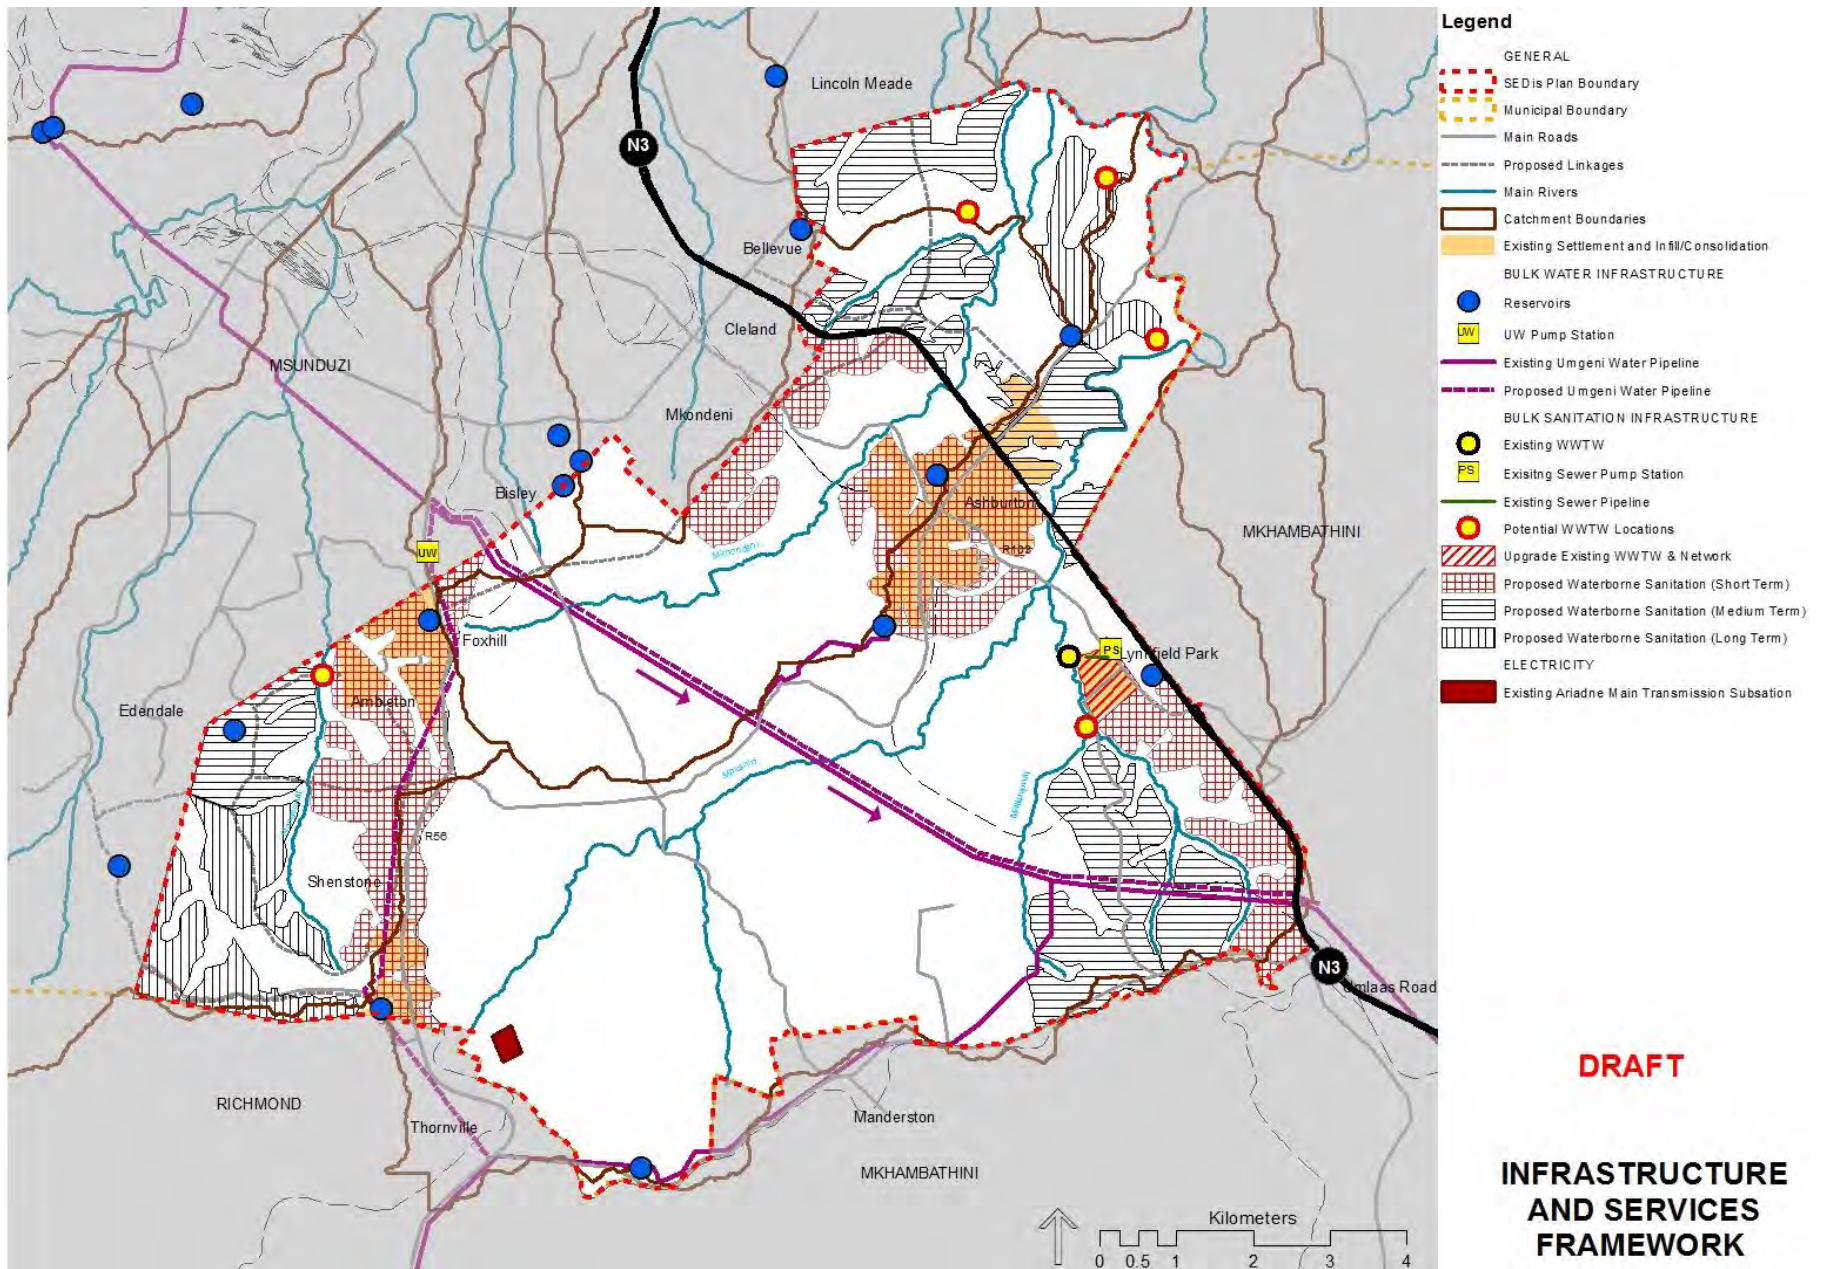 Lincoln Meade
N3
Bellevue
Cleland
MSUNDUZI
Mkondeni
Bisley
Ashburton
MKHAMBATHINI
UW
Mkondeni
R103
Foxhill
PS
Lynnfield Park
Edendale
Ambleton
R56
Shenstone
N3
Umlaas Road
RICHMOND
Thornville
Manderston
MKHAMBATHINI
Kilometers
0 0.5 1 2 3 4
Legend
GENERAL
SEDis Plan Boundary
Municipal Boundary
Main Roads
Proposed Linkages
Main Rivers
Catchment Boundaries
Existing Settlement and Infill/Consolidation
BULK WATER INFRASTRUCTURE
Reservoirs
UW
UW Pump Station
Existing Umgeni Water Pipeline
Proposed Umgeni Water Pipeline
BULK SANITATION INFRASTRUCTURE
Existing WWTW
PS
Exisitng Sewer Pump Station
Existing Sewer Pipeline
Potential WWTW Locations
Upgrade Existing WWTW & Network
Proposed Waterborne Sanitation (Short Term)
Proposed Waterborne Sanitation (Medium Term)
Proposed Waterborne Sanitation (Long Term)
ELECTRICITY
Existing Ariadne Main Transmission Subsation
DRAFT
INFRASTRUCTURE
AND SERVICES
FRAMEWORK